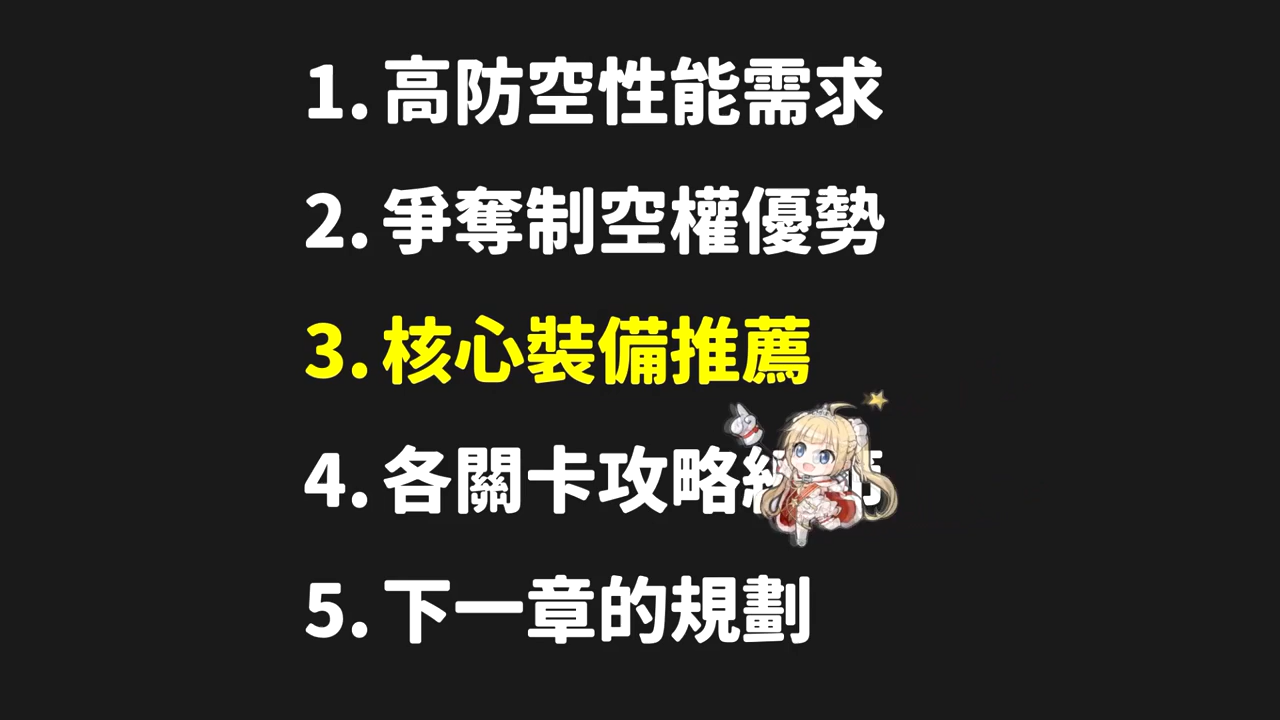 1. 高防空性能需求
2. 爭奪制空權優勢
3. 核心裝備推薦
4. 各關卡攻略
5. 下一章的規劃